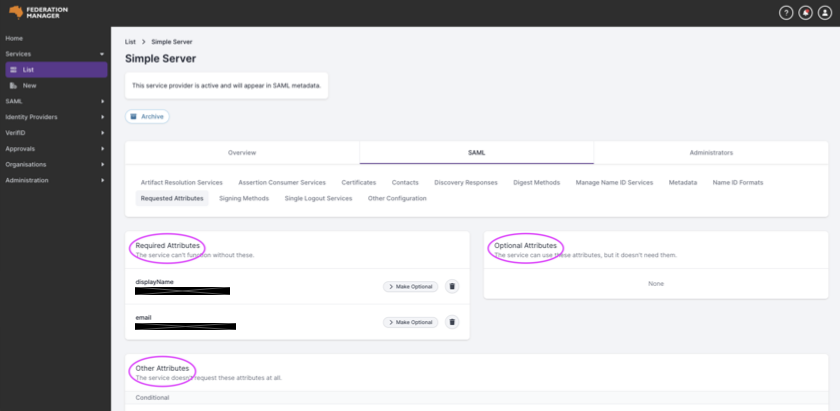 FEDERATION
MANAGER
Home
Services
List
New
SAML
Identity Providers
VerifID
Approvals
Organisations
Administration
List > Simple Server
Simple Server
This service provider is active and will appear in SAML metadata.
Archive
Overview SAML Administrators
Artifact Resolution Services Assertion Consumer Services Certificates Contacts Discovery Responses Digest Methods Manage Name ID Services Metadata Name ID Formats
Requested Attributes Signing Methods Single Logout Services Other Configuration
Required Attributes
The service can't function without these.
displayName
Make Optional
email
Make Optional
Optional Attributes
The service can use these attributes, but it doesn't need them.
None
Other Attributes
The service doesn't request these attributes at all.
Conditional